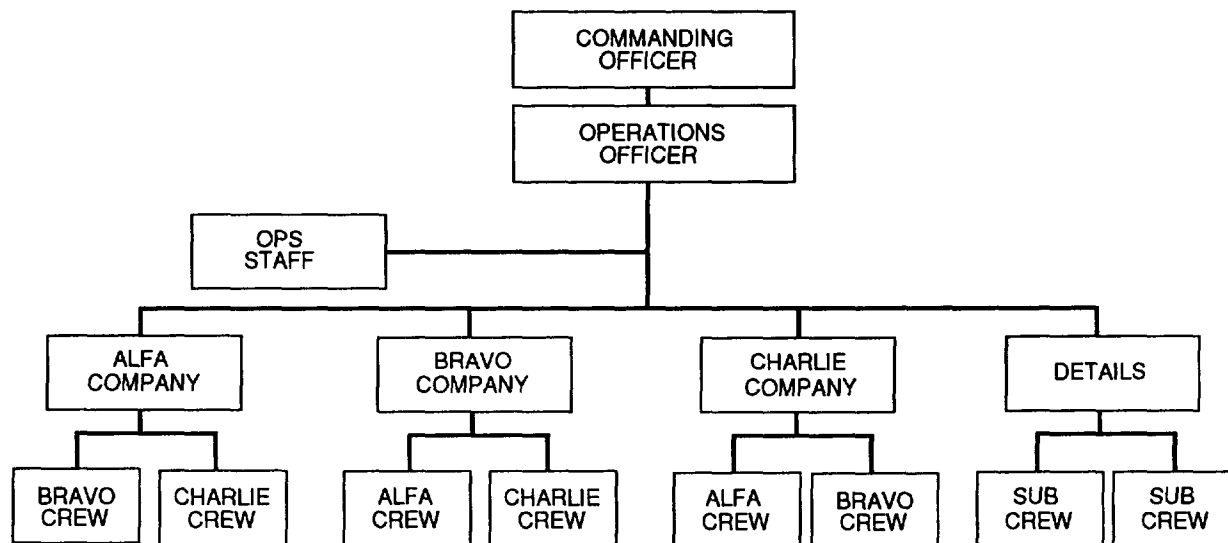 COMMANDING
OFFICER
OPERATIONS
OFFICER
OPS
STAFF
ALFA
COMPANY
BRAVO
COMPANY
CHARLIE
COMPANY
DETAILS
BRAVO
CREW
CHARLIE
CREW
ALFA
CREW
CHARLIE
CREW
ALFA
CREW
BRAVO
CREW
SUB
CREW
SUB
CREW